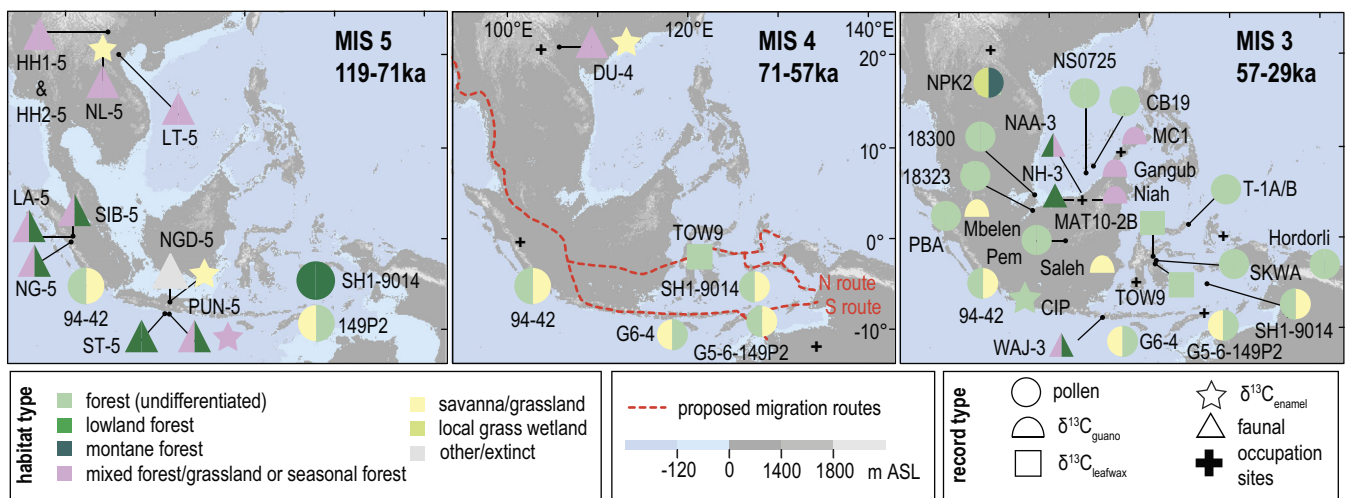 MIS 5
119-71ka
HH1-5
&
HH2-5
NL-5
LT-5
LA-5
SIB-5
NG-5
NGD-5
PUN-5
ST-5
94-42
SH1-9014
149P2
100°E
120°E
20°
10°
0°
-10°
MIS 4
71-57ka
DU-4
TOW9
SH1-9014
N route
S route
94-42
G6-4
G5-6-149P2
20°
10°
0°
-10°
MIS 3
57-29ka
NPK2
NS0725
CB19
NAA-3
MC1
18300
NH-3
Gangub
18323
Niah
T-1A/B
MAT10-2B
PBA
Mbelen
Pem
Saleh
Hordorli
SKWA
94-42
CIP
TOW9
SH1-9014
WAJ-3
G6-4
G5-6-149P2
habitat type
forest (undifferentiated)
lowland forest
montane forest
mixed forest/grassland or seasonal forest
savanna/grassland
local grass wetland
other/extinct
proposed migration routes
-120 0 1400 1800 m ASL
record type
pollen
δ¹³Cguano
δ¹³Cleafwax
δ¹³Cenamel
faunal
occupation
sites